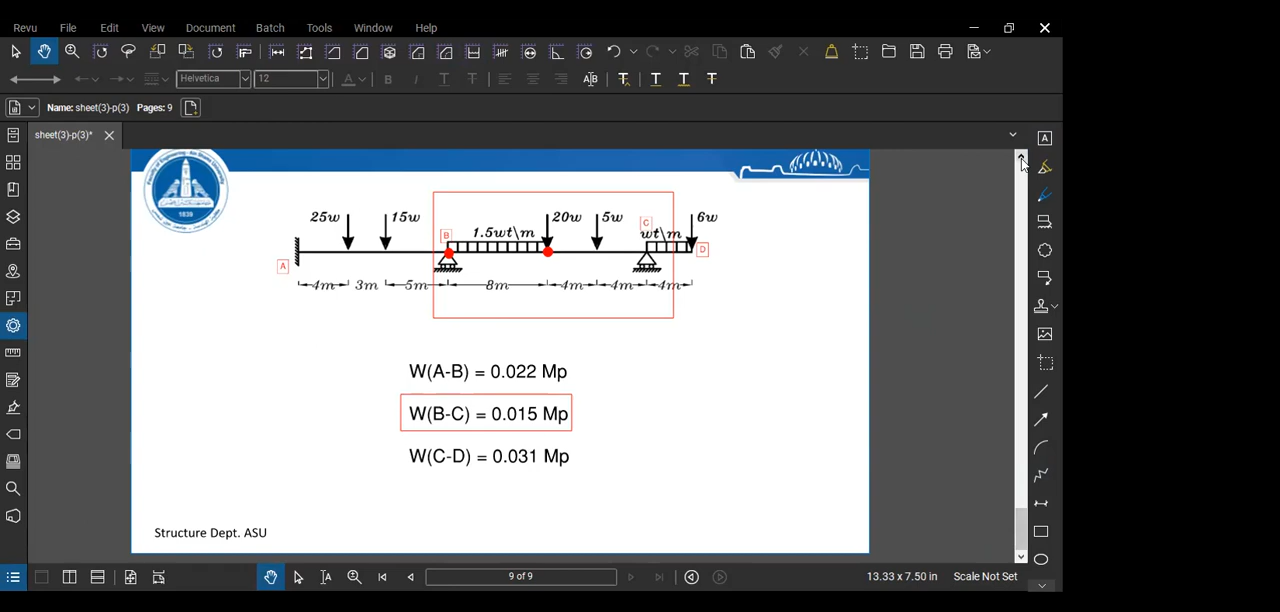 Revu File Edit View Document Batch Tools Window Help
Helvetica 12 A B I T T AB T T T T
Name: sheet(3)-p(3) Pages: 9
sheet(3)-p(3)*
1839
25w 15w 20w 5w 6w
B 1.5wt\m C wt\m
A D
4m 3m 5m 8m 4m 4m 4m
W(A-B) = 0.022 Mp
W(B-C) = 0.015 Mp
W(C-D) = 0.031 Mp
Structure Dept. ASU
9 of 9 13.33 x 7.50 in Scale Not Set